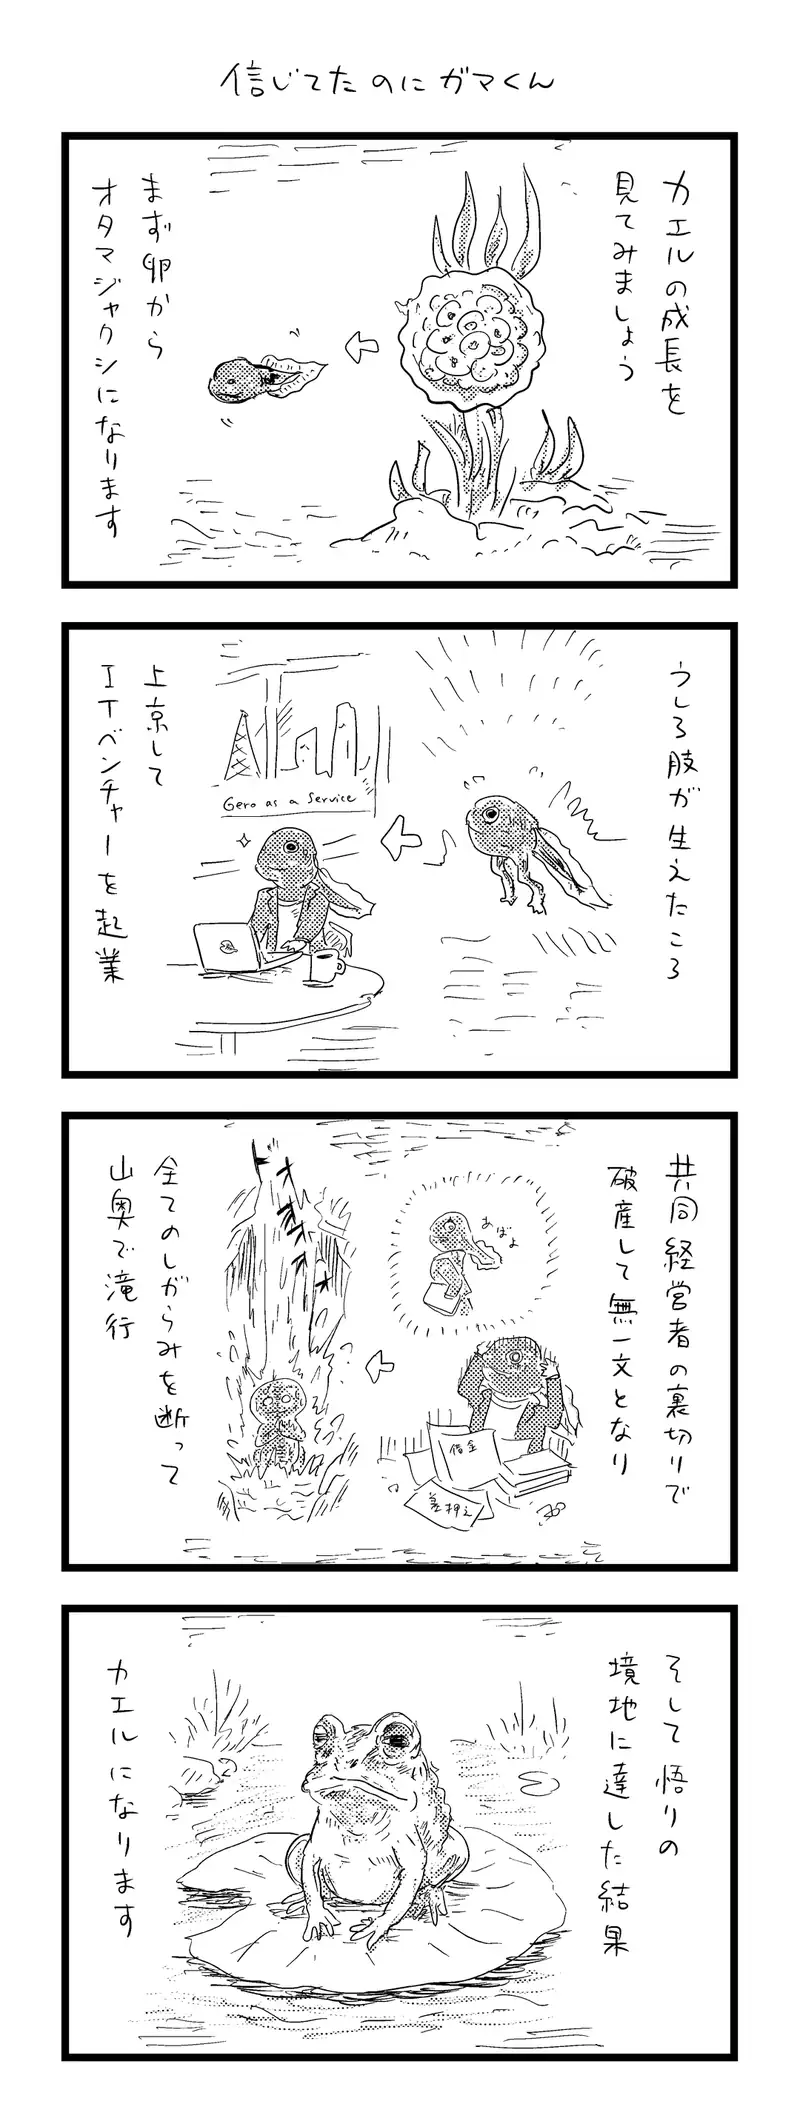 信じてたのにガマくん
カエルの成長を
見てみましょう
まず卵から
オタマジャクシになります
うしろ肢が生えたころ
Gero as a Service
上京して
ITベンチャーを起業
共同経営者の裏切りで
破産して無一文となり
あばよ
借金
差押え
全てのしがらみを断って
山奥で滝行
そして悟りの
境地に達した結果
カエルになります